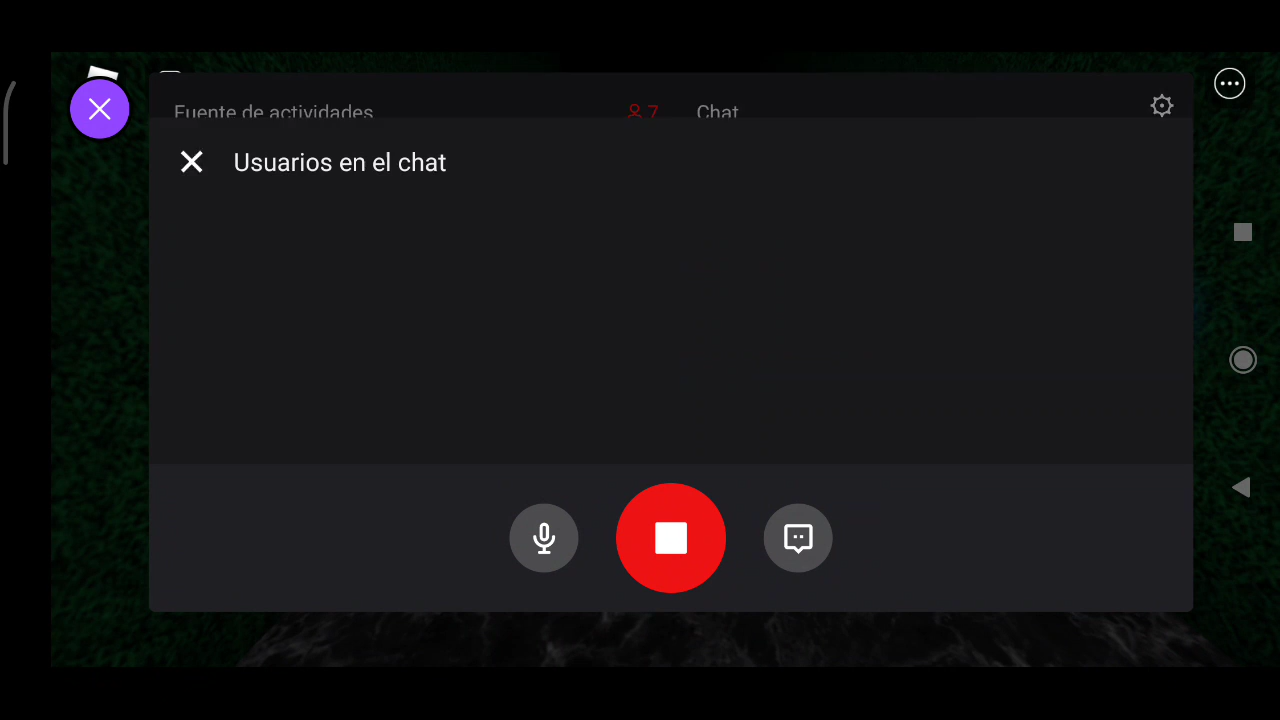 Fuente de actividades
7
Chat
Usuarios en el chat